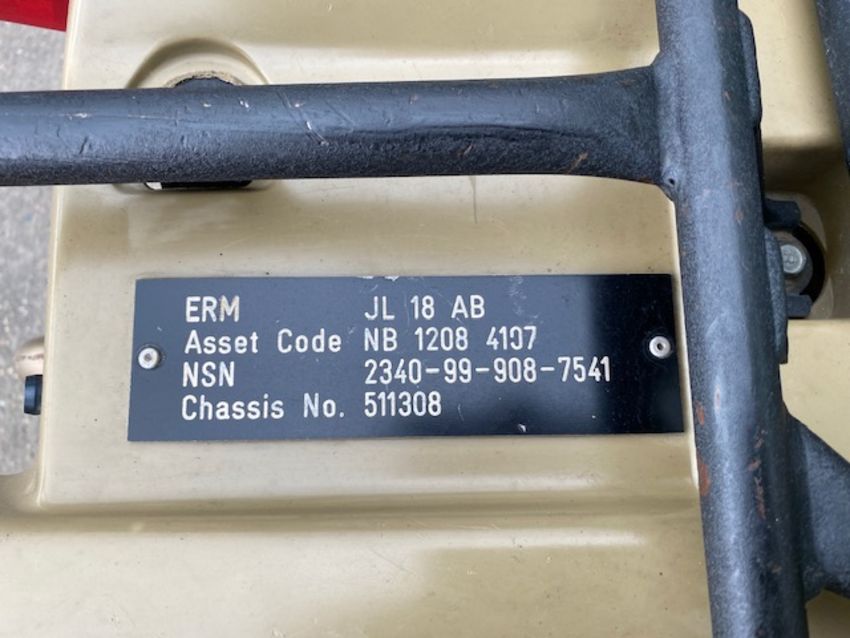 ERM JL 18 AB
Asset Code NB 1208 4107
NSN 2340-99-908-7541
Chassis No. 511308